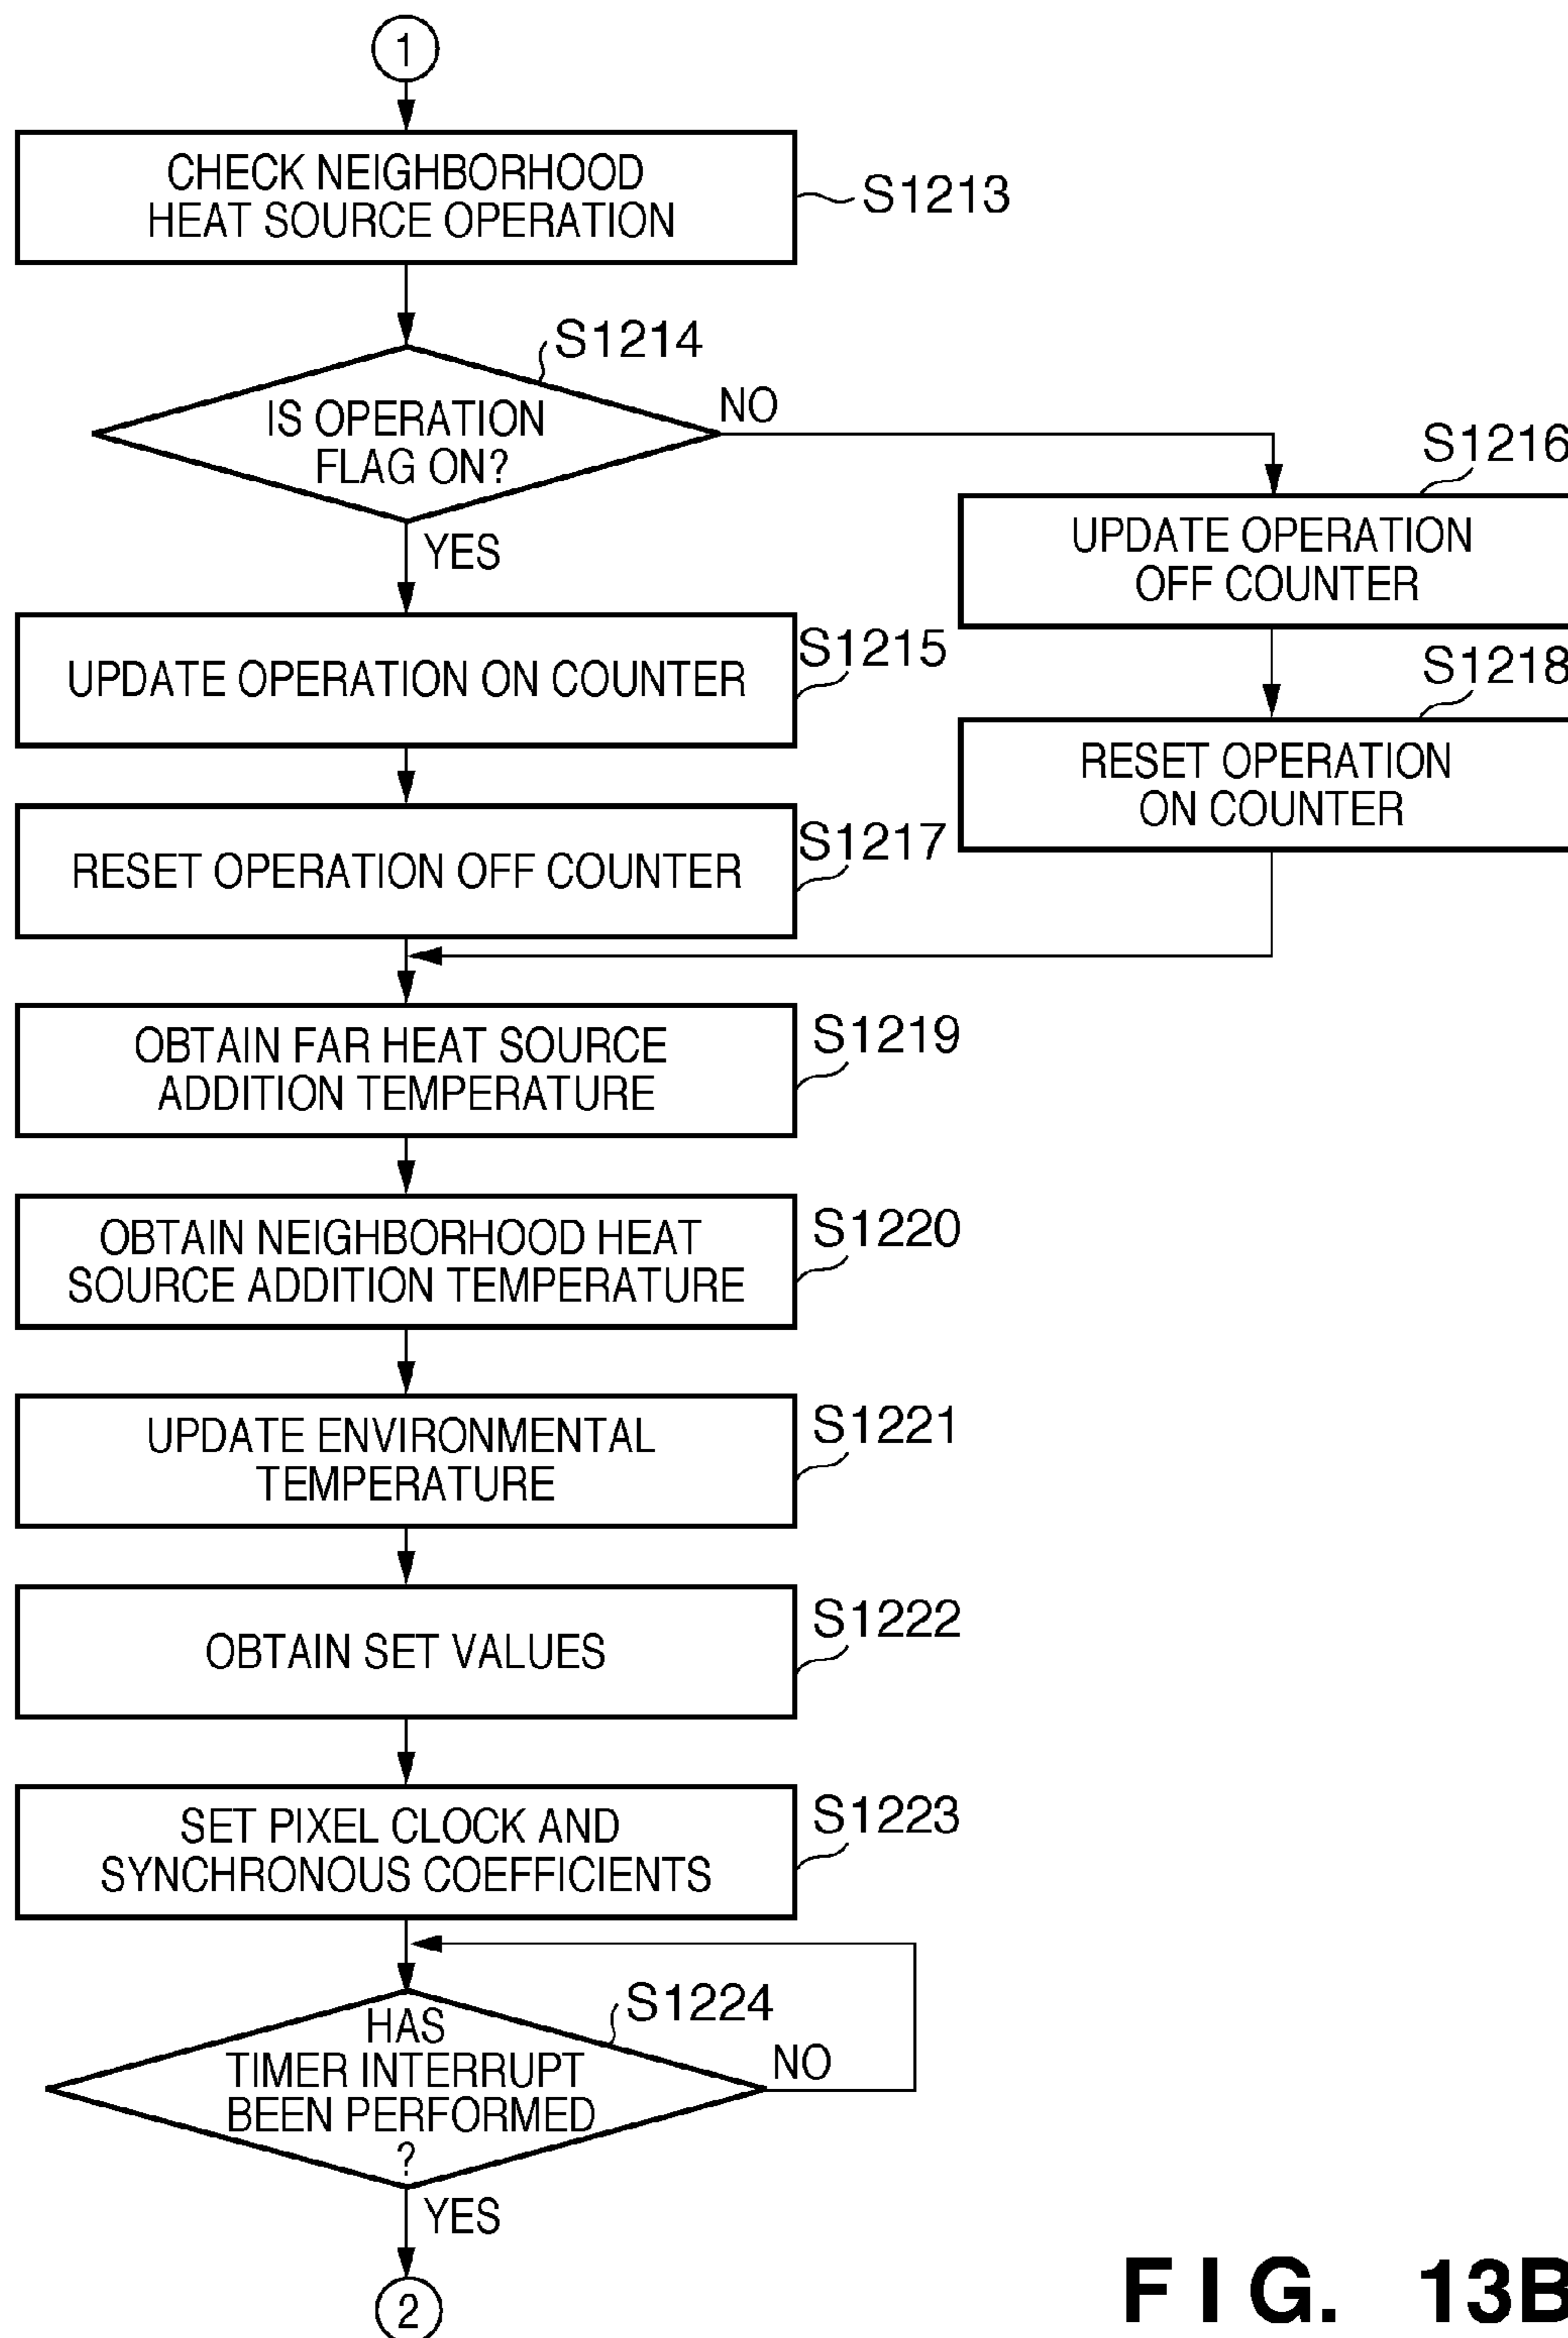 1
CHECK NEIGHBORHOOD
HEAT SOURCE OPERATION
S1213
S1214
IS OPERATION
FLAG ON?
NO
YES
S1216
UPDATE OPERATION
OFF COUNTER
UPDATE OPERATION ON COUNTER
S1215
S1218
RESET OPERATION
ON COUNTER
RESET OPERATION OFF COUNTER
S1217
OBTAIN FAR HEAT SOURCE
ADDITION TEMPERATURE
S1219
OBTAIN NEIGHBORHOOD HEAT
SOURCE ADDITION TEMPERATURE
S1220
UPDATE ENVIRONMENTAL
TEMPERATURE
S1221
OBTAIN SET VALUES
S1222
SET PIXEL CLOCK AND
SYNCHRONOUS COEFFICIENTS
S1223
S1224
HAS
TIMER INTERRUPT
BEEN PERFORMED
?
NO
YES
2
FIG. 13B